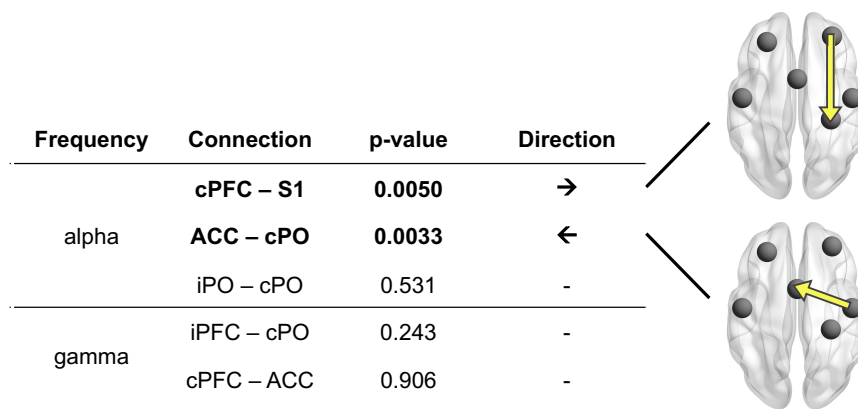 Frequency Connection p-value Direction
cPFC – S1 0.0050 →
alpha ACC – cPO 0.0033 ←
iPO – cPO 0.531 -
iPFC – cPO 0.243 -
gamma
cPFC – ACC 0.906 -